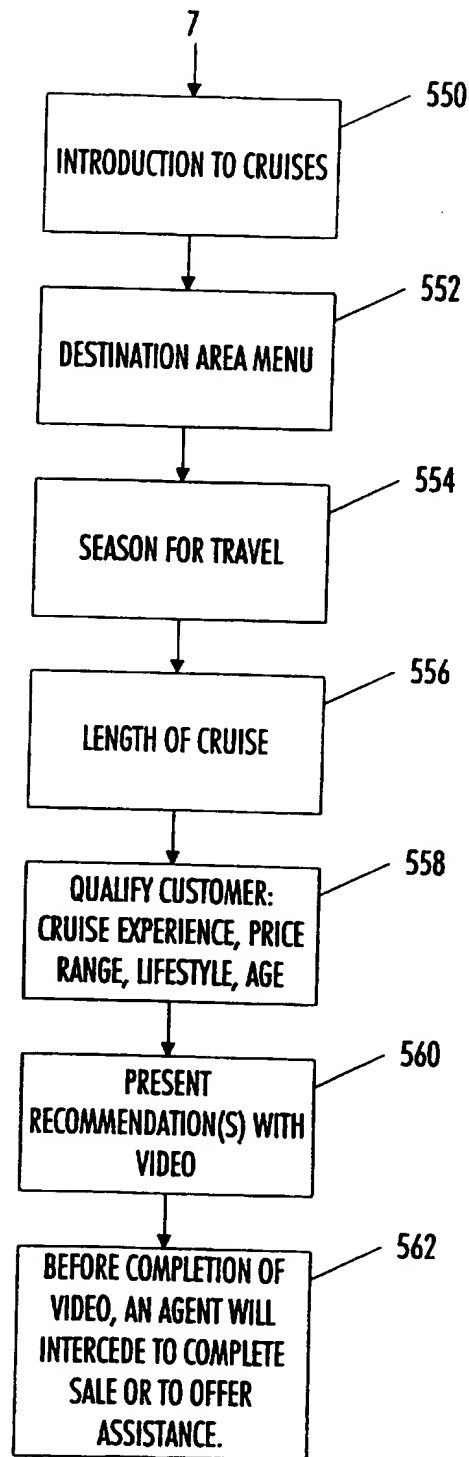 7
550
INTRODUCTION TO CRUISES
552
DESTINATION AREA MENU
554
SEASON FOR TRAVEL
556
LENGTH OF CRUISE
558
QUALIFY CUSTOMER:
CRUISE EXPERIENCE, PRICE
RANGE, LIFESTYLE, AGE
560
PRESENT
RECOMMENDATION(S) WITH
VIDEO
562
BEFORE COMPLETION OF
VIDEO, AN AGENT WILL
INTERCEDE TO COMPLETE
SALE OR TO OFFER
ASSISTANCE.